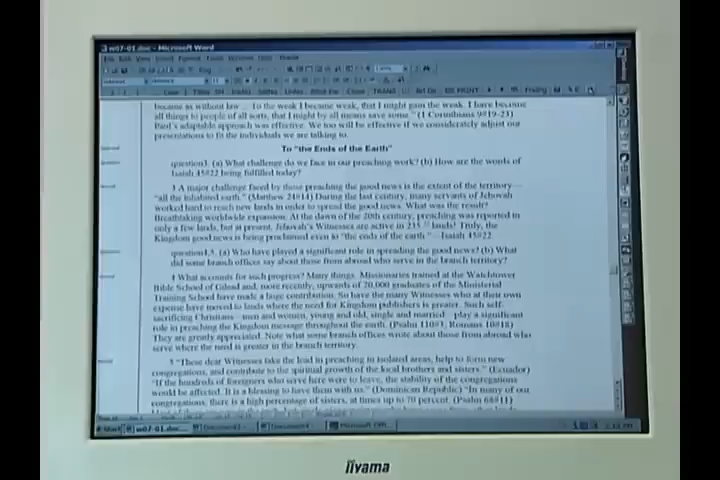 w07-01.doc - Microsoft Word
became as without law ... To the weak I became weak, that I might gain the weak. I have become
all things to people of all sorts, that I might by all means save some." (1 Corinthians 9#19-23)
Paul's adaptable approach was effective. We too will be effective if we considerately adjust our
presentations to fit the individuals we are talking to.
To "the Ends of the Earth"
question3. (a) What challenge do we face in our preaching work? (b) How are the words of
Isaiah 45#22 being fulfilled today?
3 A major challenge faced by those preaching the good news is the extent of the territory—
"all the inhabited earth." (Matthew 24#14) During the last century, many servants of Jehovah
worked hard to reach new lands in order to spread the good news. What was the result?
Breathtaking worldwide expansion. At the dawn of the 20th century, preaching was reported in
only a few lands, but at present, Jehovah's Witnesses are active in 235 lands! Truly, the
Kingdom good news is being proclaimed even to "the ends of the earth."—Isaiah 45#22.
(a) Who have played a significant role in spreading the good news? (b) What
did some branch offices say about those from abroad who serve in the branch territory?
4 What accounts for such progress? Many things. Missionaries trained at the Watchtower
Bible School of Gilead and, more recently, upwards of 20,000 graduates of the Ministerial
Training School have made a large contribution. So have the many Witnesses who at their own
expense have moved to lands where the need for Kingdom publishers is greater. Such self-
sacrificing Christians—men and women, young and old, single and married—play a significant
role in preaching the Kingdom message throughout the earth. (Psalm 110#3; Romans 10#18)
They are greatly appreciated. Note what some branch offices wrote about those from abroad who
serve where the need is greater in the branch territory.
5 "These dear Witnesses take the lead in preaching in isolated areas, help to form new
congregations, and contribute to the spiritual growth of the local brothers and sisters." (Ecuador)
"If the hundreds of foreigners who serve here were to leave, the stability of the congregations
would be affected. It is a blessing to have them with us." (Dominican Republic) "In many of our
congregations, there is a high percentage of sisters, at times up to 70 percent. (Psalm 68#11)
w07-01.doc
iiyama